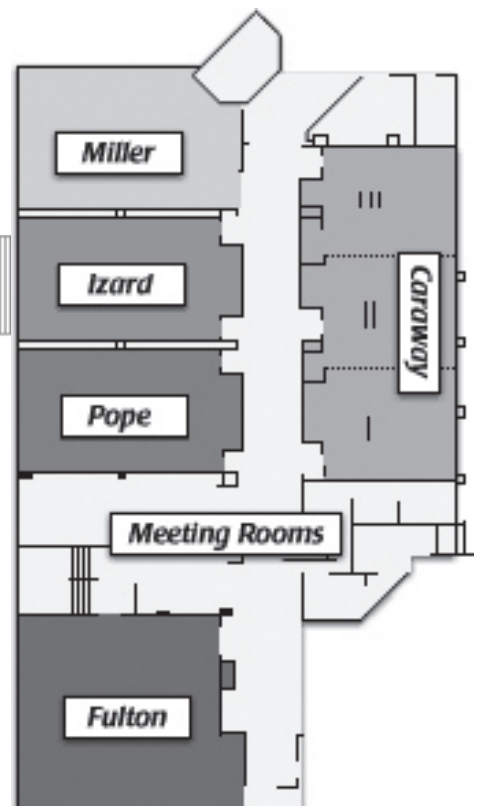 Miller
III
Izard
Caraway
II
Pope
I
Meeting Rooms
Fulton